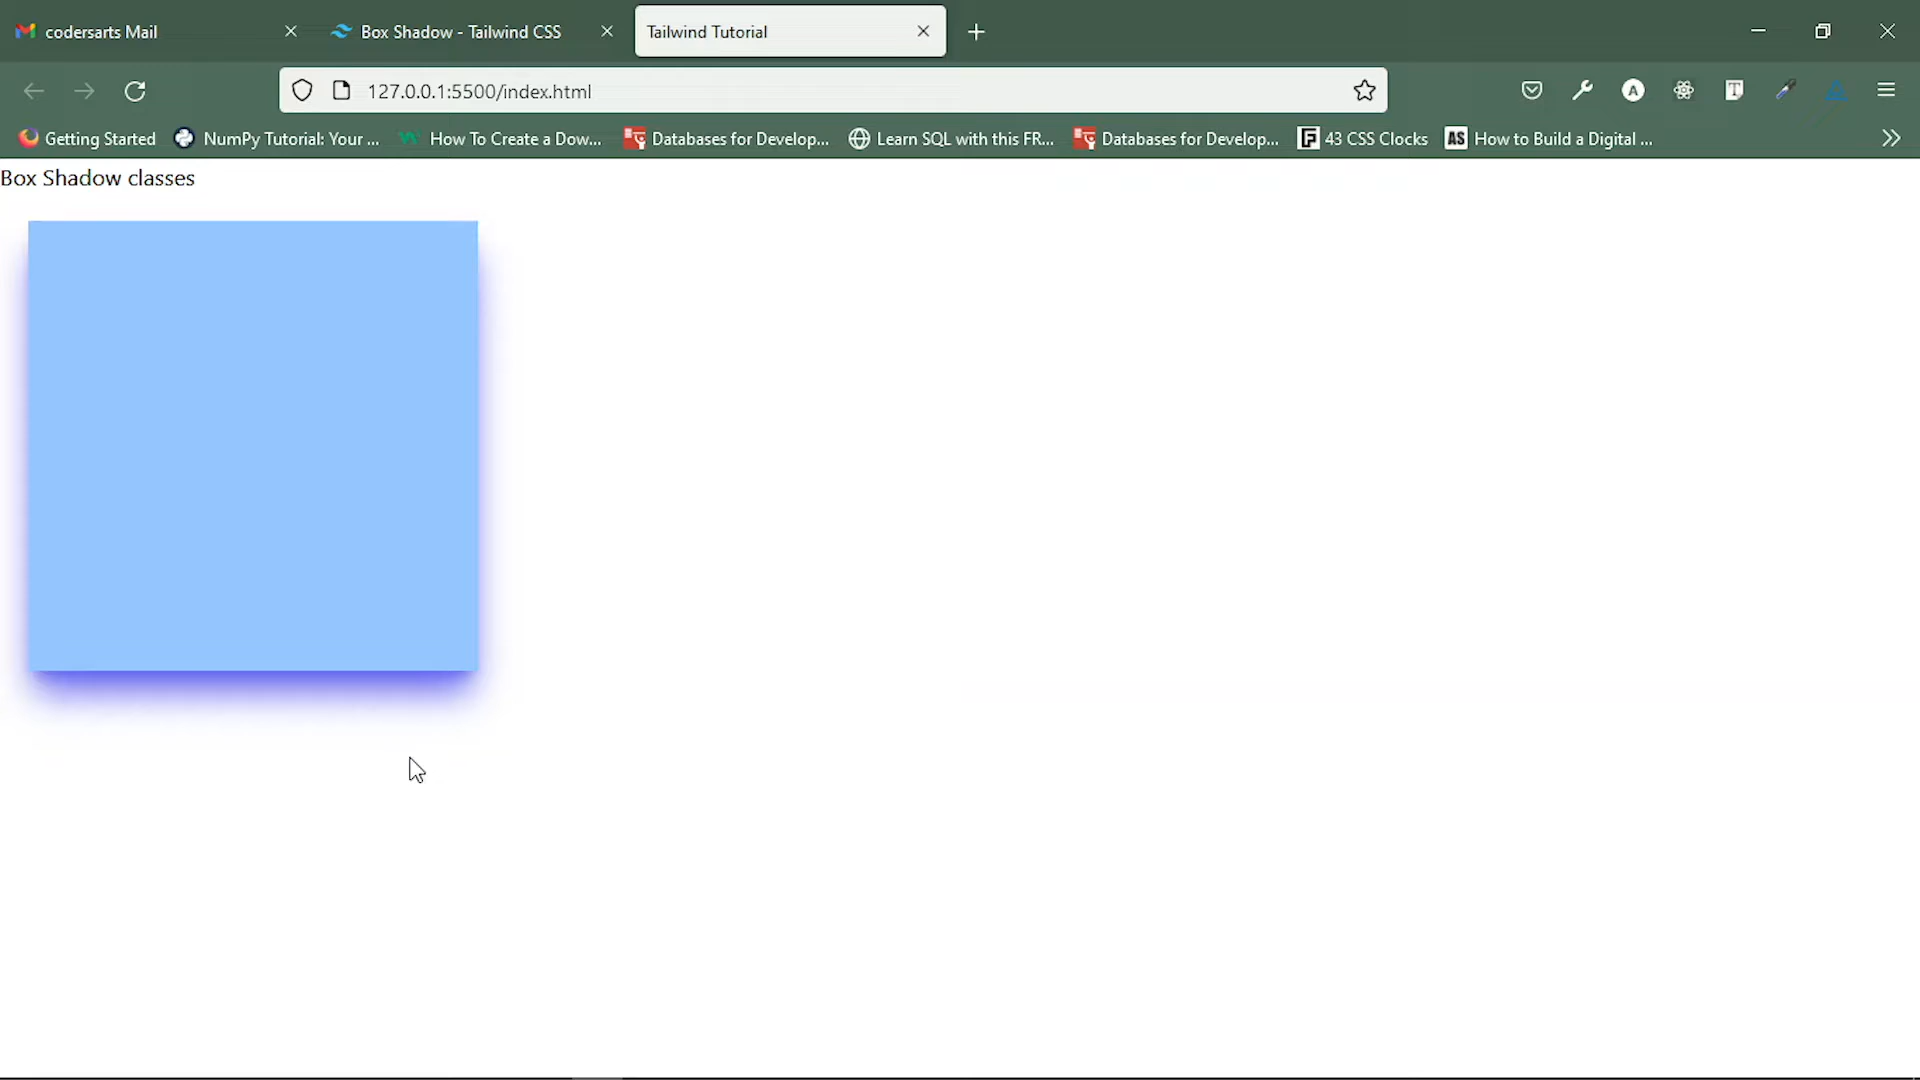 codersarts Mail
Box Shadow - Tailwind CSS
Tailwind Tutorial
127.0.0.1:5500/index.html
A
T
Getting Started
NumPy Tutorial: Your ...
How To Create a Dow...
Databases for Develop...
Learn SQL with this FR...
Databases for Develop...
F
43 CSS Clocks
AS
How to Build a Digital ...
Box Shadow classes